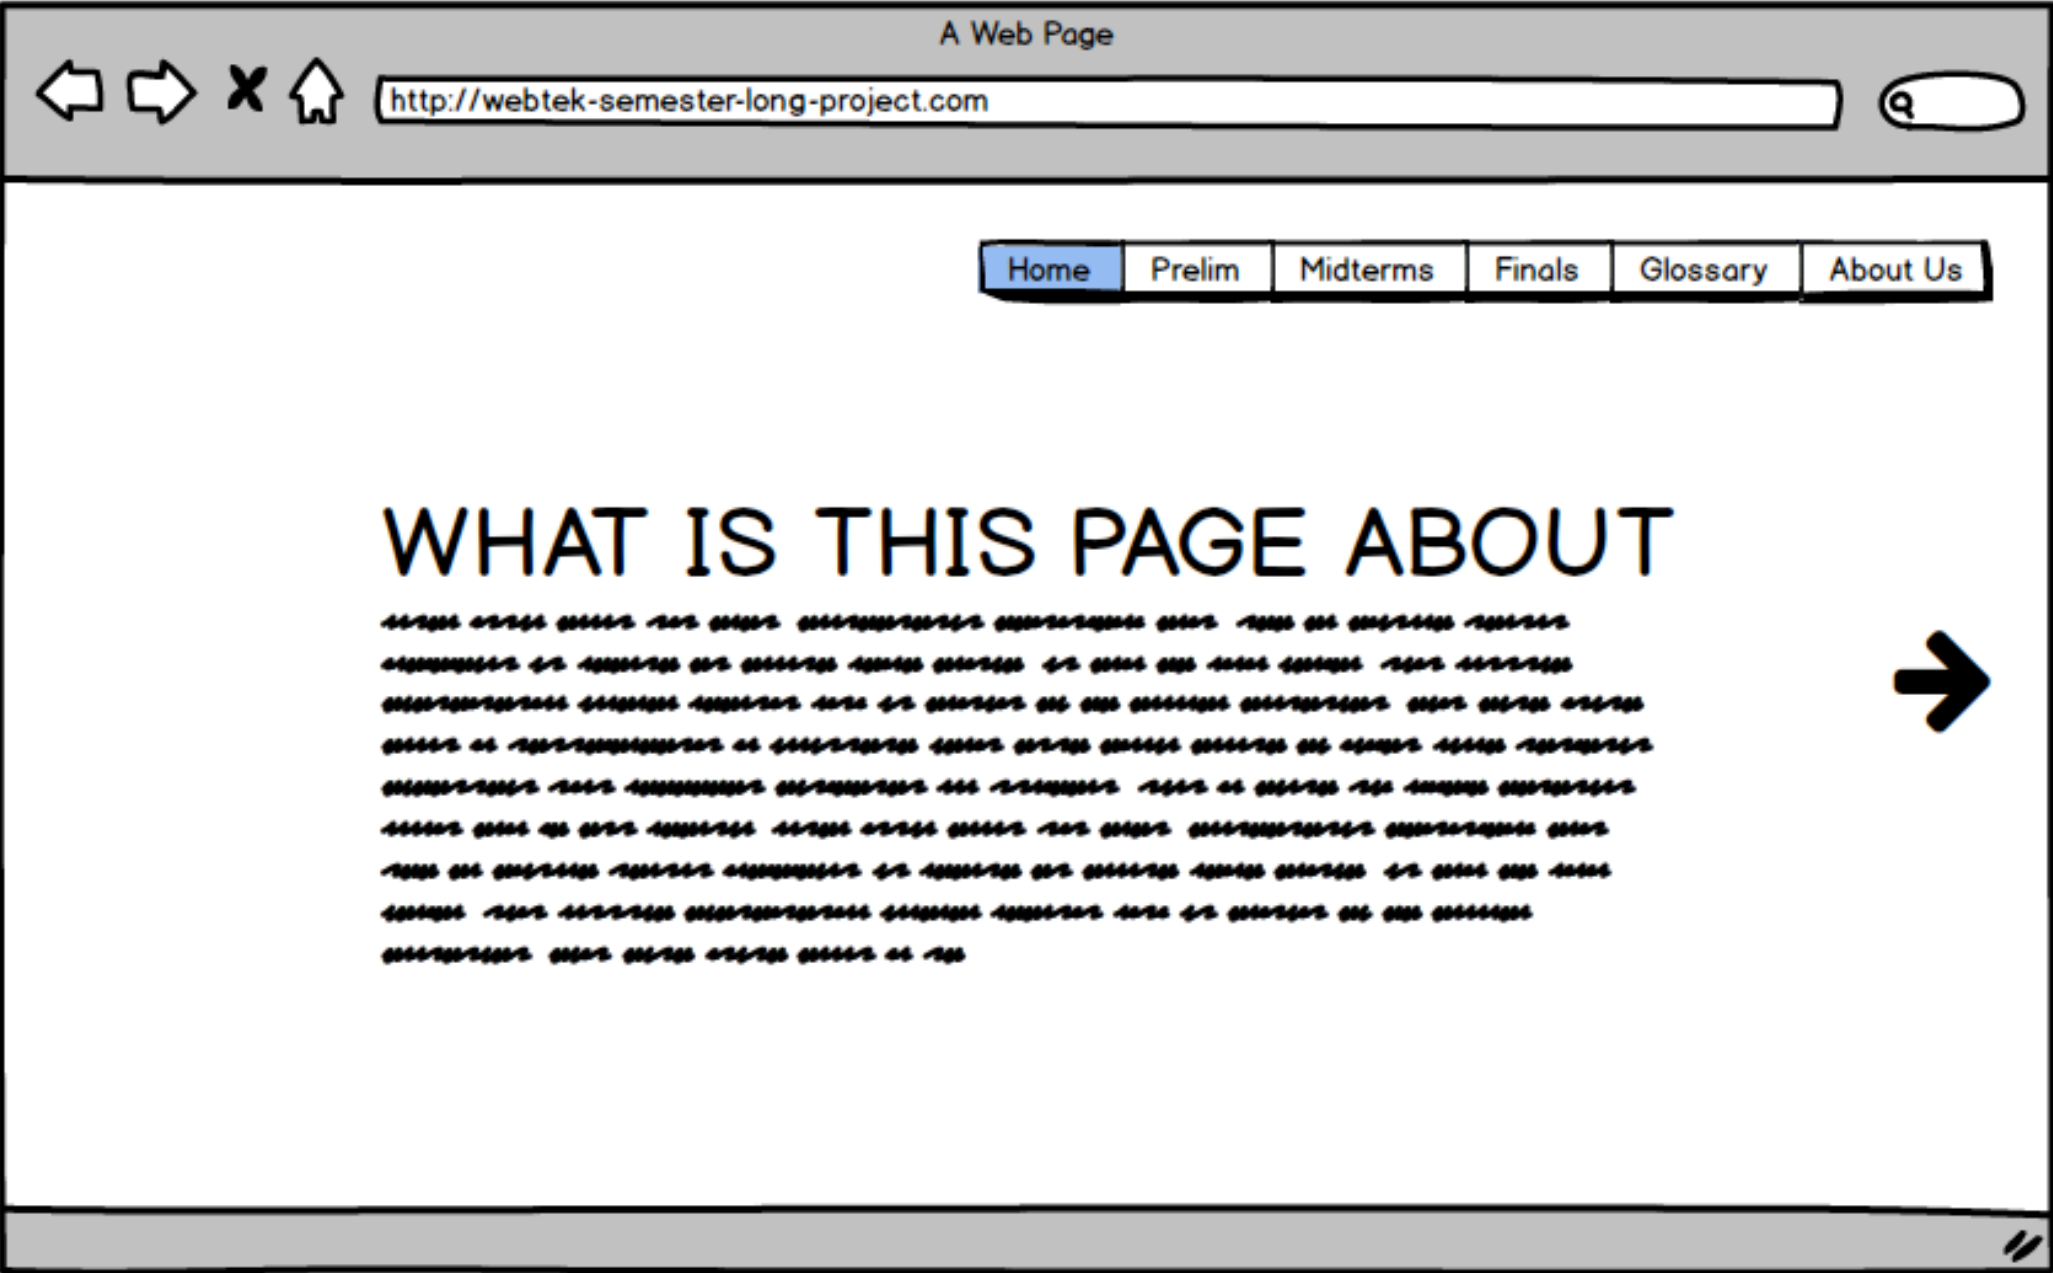 A Web Page
http://webtek-semester-long-project.com
Home Prelim Midterms Finals Glossary About Us
WHAT IS THIS PAGE ABOUT